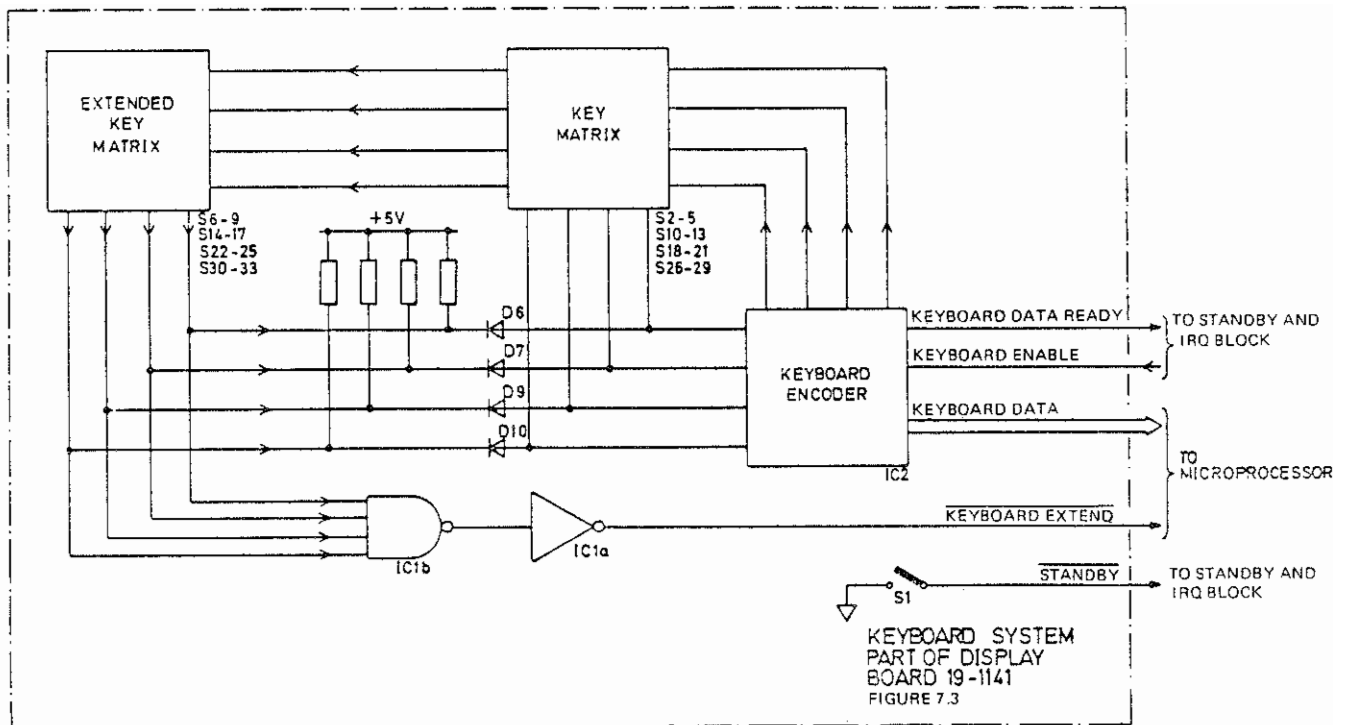 EXTENDED
KEY
MATRIX
KEY
MATRIX
S6-9
S14-17
S22-25
S30-33
+5V
S2-5
S10-13
S18-21
S26-29
D6
D7
D9
D10
KEYBOARD
ENCODER
IC2
KEYBOARD DATA READY
KEYBOARD ENABLE
TO STANDBY AND
IRQ BLOCK
KEYBOARD DATA
TO
MICROPROCESSOR
KEYBOARD EXTEND
IC1b
IC1a
STANDBY
TO STANDBY AND
IRQ BLOCK
S1
KEYBOARD SYSTEM
PART OF DISPLAY
BOARD 19-1141
FIGURE 7.3